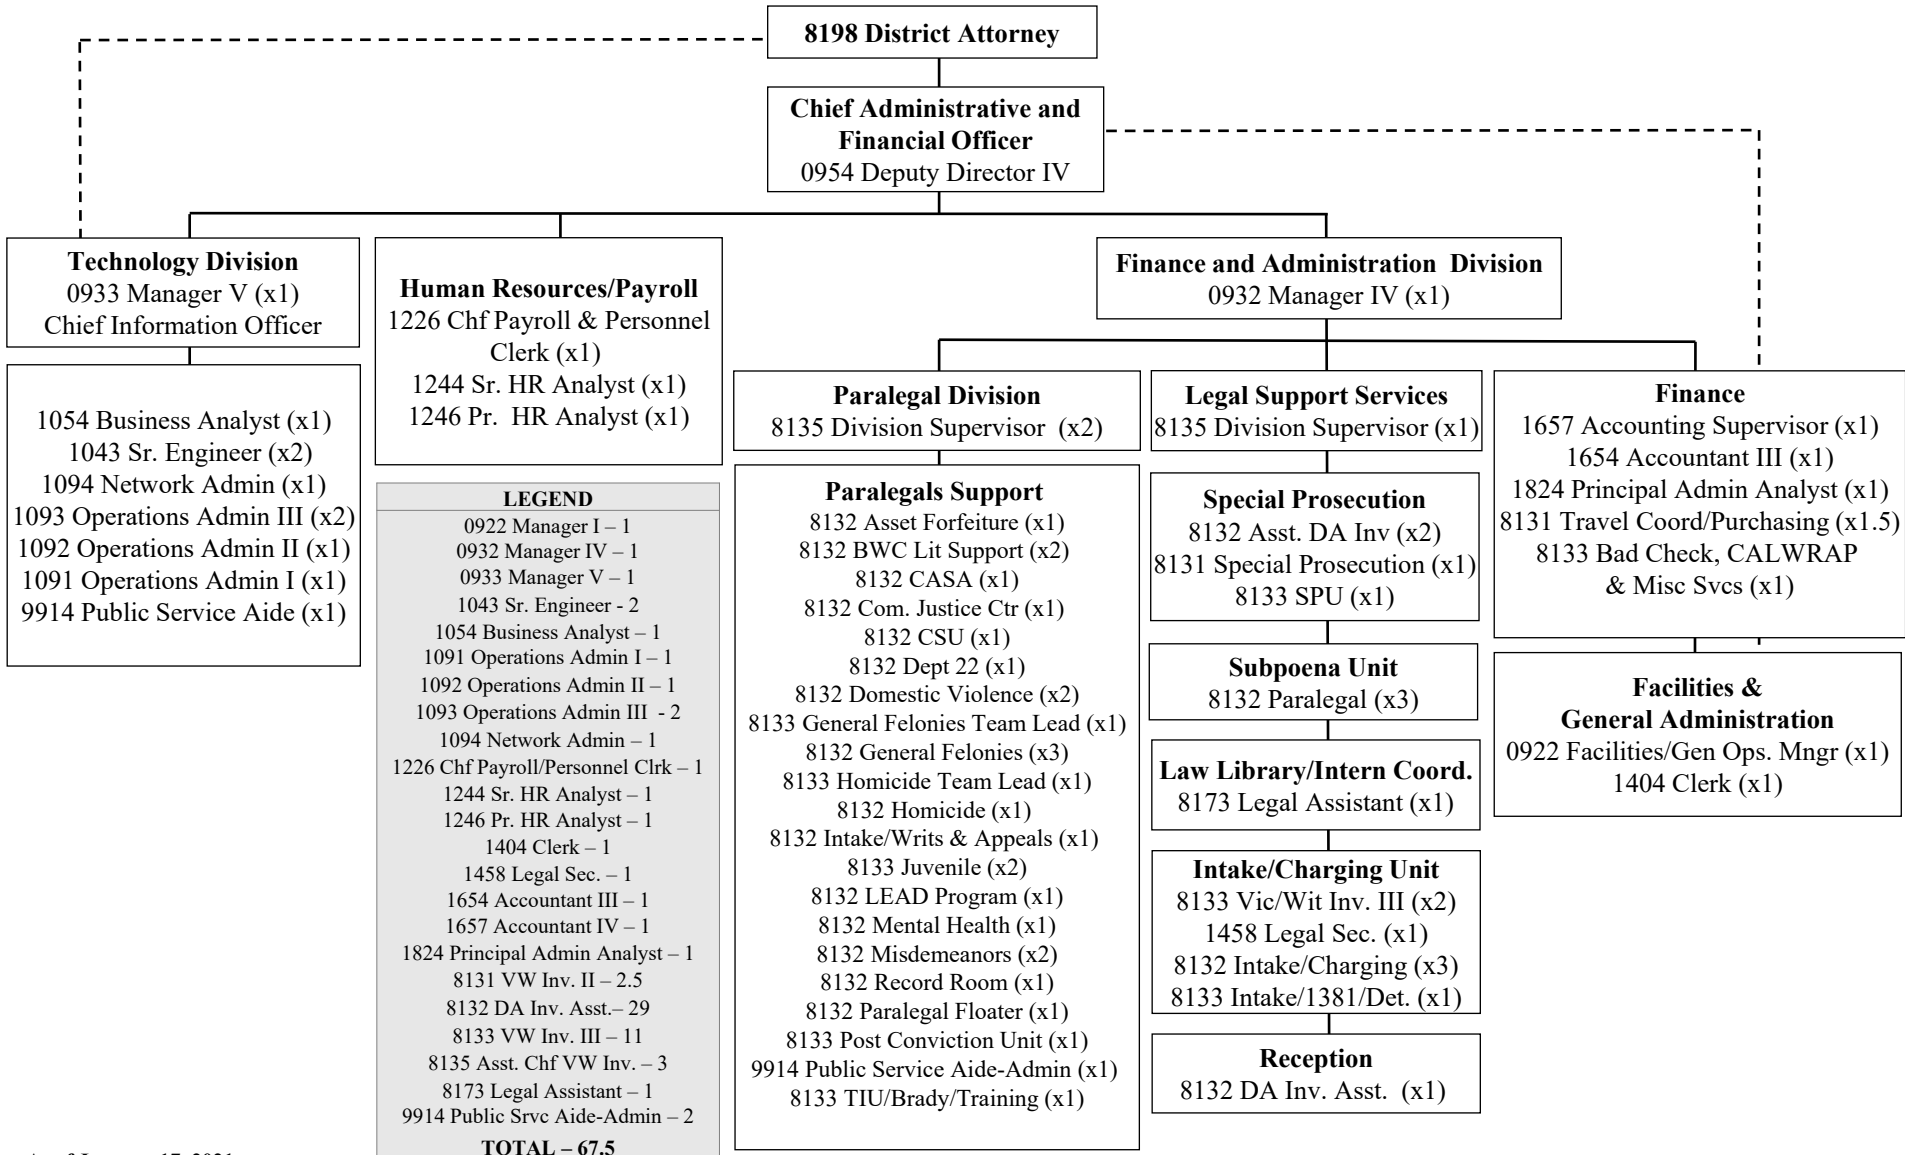 8198 District Attorney
Chief Administrative and
Financial Officer
0954 Deputy Director IV
Technology Division
0933 Manager V (x1)
Chief Information Officer
1054 Business Analyst (x1)
1043 Sr. Engineer (x2)
1094 Network Admin (x1)
1093 Operations Admin III (x2)
1092 Operations Admin II (x1)
1091 Operations Admin I (x1)
9914 Public Service Aide (x1)
Human Resources/Payroll
1226 Chf Payroll & Personnel
Clerk (x1)
1244 Sr. HR Analyst (x1)
1246 Pr. HR Analyst (x1)
LEGEND
0922 Manager I – 1
0932 Manager IV – 1
0933 Manager V – 1
1043 Sr. Engineer - 2
1054 Business Analyst – 1
1091 Operations Admin I – 1
1092 Operations Admin II – 1
1093 Operations Admin III - 2
1094 Network Admin – 1
1226 Chf Payroll/Personnel Clrk – 1
1244 Sr. HR Analyst – 1
1246 Pr. HR Analyst – 1
1404 Clerk – 1
1458 Legal Sec. – 1
1654 Accountant III – 1
1657 Accountant IV – 1
1824 Principal Admin Analyst – 1
8131 VW Inv. II – 2.5
8132 DA Inv. Asst.– 29
8133 VW Inv. III – 11
8135 Asst. Chf VW Inv. – 3
8173 Legal Assistant – 1
9914 Public Srvc Aide-Admin – 2
TOTAL – 67.5
Finance and Administration Division
0932 Manager IV (x1)
Paralegal Division
8135 Division Supervisor (x2)
Paralegals Support
8132 Asset Forfeiture (x1)
8132 BWC Lit Support (x2)
8132 CASA (x1)
8132 Com. Justice Ctr (x1)
8132 CSU (x1)
8132 Dept 22 (x1)
8132 Domestic Violence (x2)
8133 General Felonies Team Lead (x1)
8132 General Felonies (x3)
8133 Homicide Team Lead (x1)
8132 Homicide (x1)
8132 Intake/Writs & Appeals (x1)
8133 Juvenile (x2)
8132 LEAD Program (x1)
8132 Mental Health (x1)
8132 Misdemeanors (x2)
8132 Record Room (x1)
8132 Paralegal Floater (x1)
8133 Post Conviction Unit (x1)
9914 Public Service Aide-Admin (x1)
8133 TIU/Brady/Training (x1)
Legal Support Services
8135 Division Supervisor (x1)
Special Prosecution
8132 Asst. DA Inv (x2)
8131 Special Prosecution (x1)
8133 SPU (x1)
Subpoena Unit
8132 Paralegal (x3)
Law Library/Intern Coord.
8173 Legal Assistant (x1)
Intake/Charging Unit
8133 Vic/Wit Inv. III (x2)
1458 Legal Sec. (x1)
8132 Intake/Charging (x3)
8133 Intake/1381/Det. (x1)
Reception
8132 DA Inv. Asst. (x1)
Finance
1657 Accounting Supervisor (x1)
1654 Accountant III (x1)
1824 Principal Admin Analyst (x1)
8131 Travel Coord/Purchasing (x1.5)
8133 Bad Check, CALWRAP
& Misc Svcs (x1)
Facilities &
General Administration
0922 Facilities/Gen Ops. Mngr (x1)
1404 Clerk (x1)